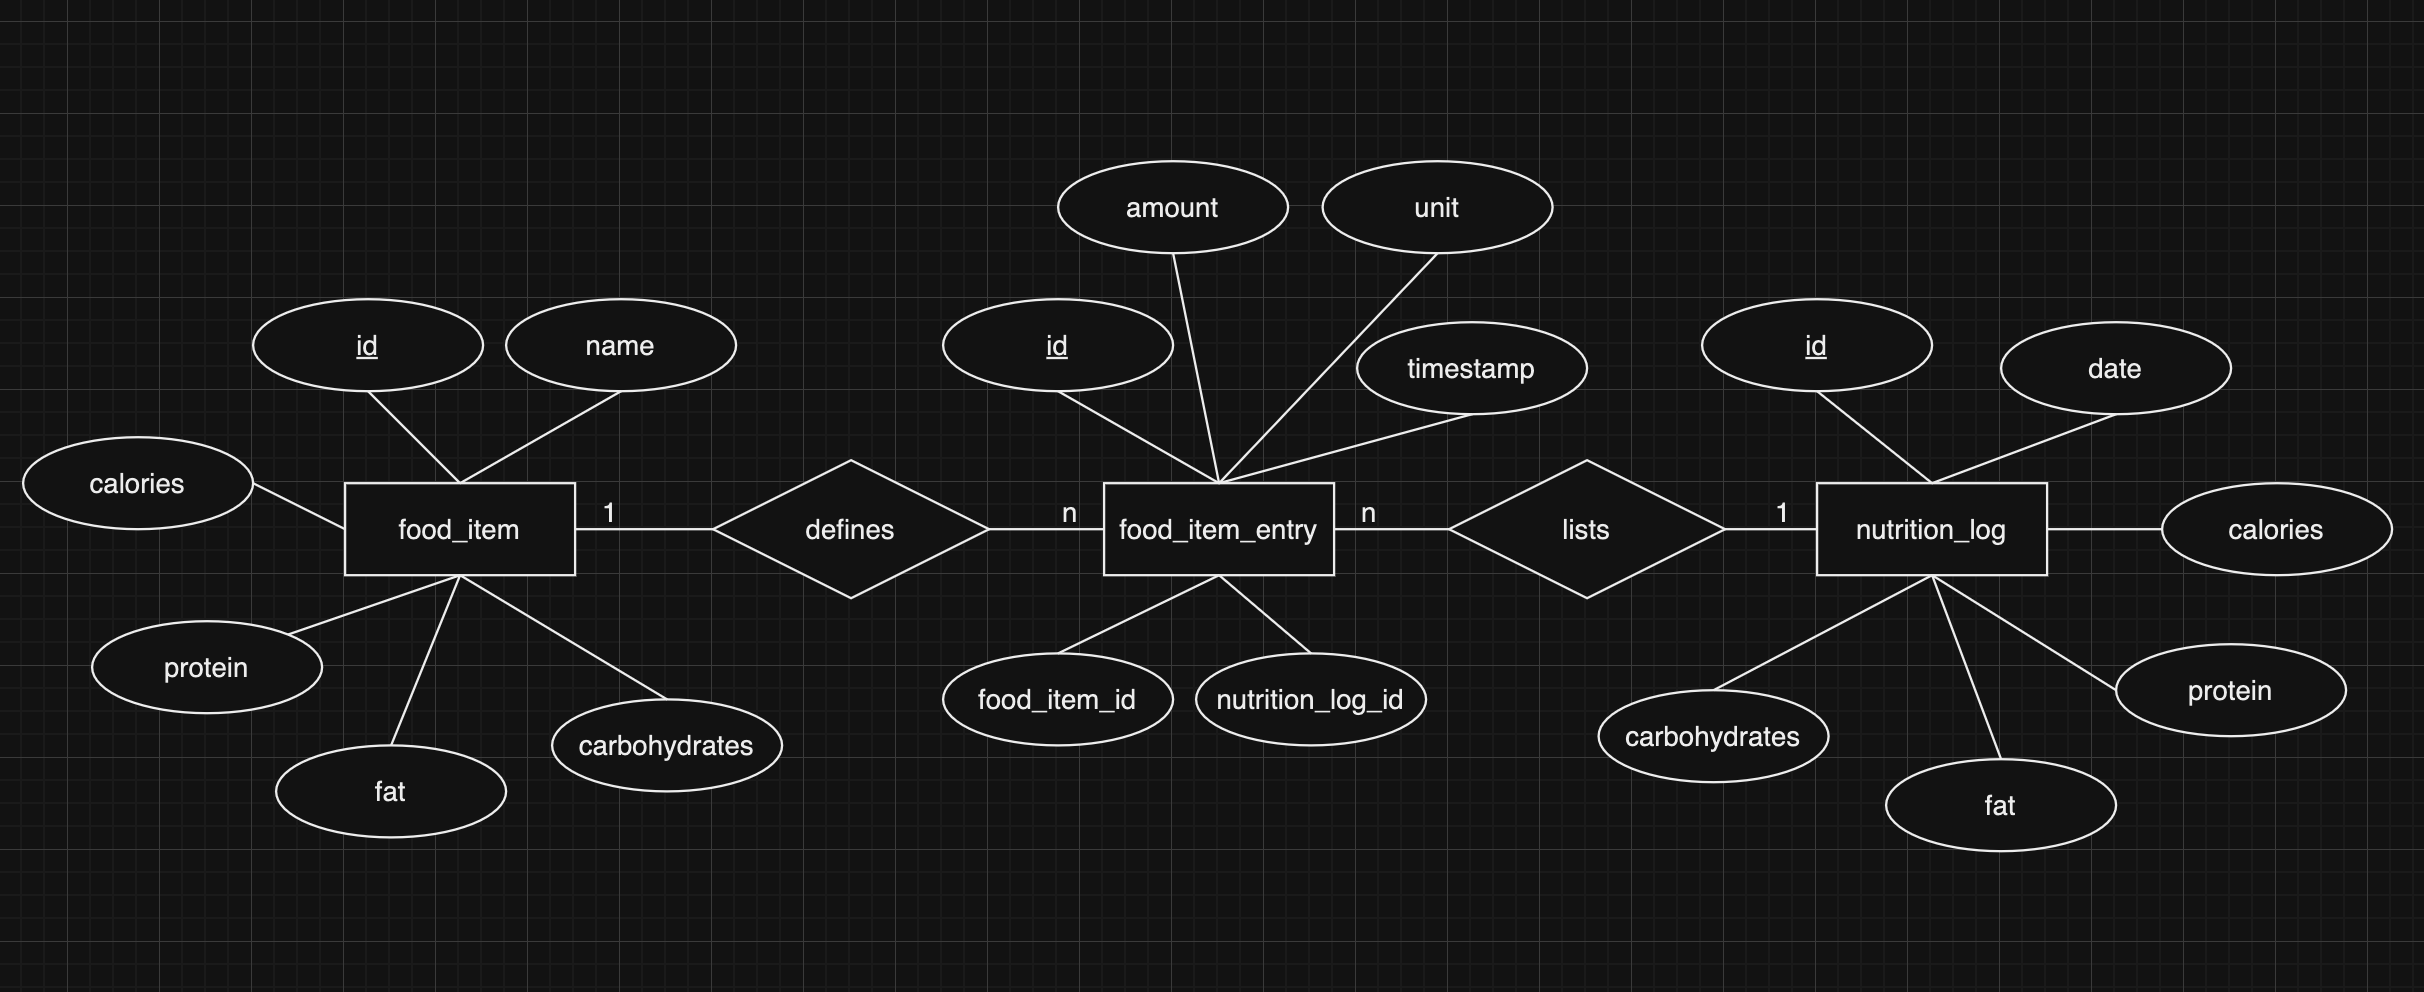 amount
unit
id
name
id
timestamp
id
date
calories
food_item
1
defines
n
food_item_entry
n
lists
1
nutrition_log
calories
protein
fat
carbohydrates
food_item_id
nutrition_log_id
carbohydrates
fat
protein